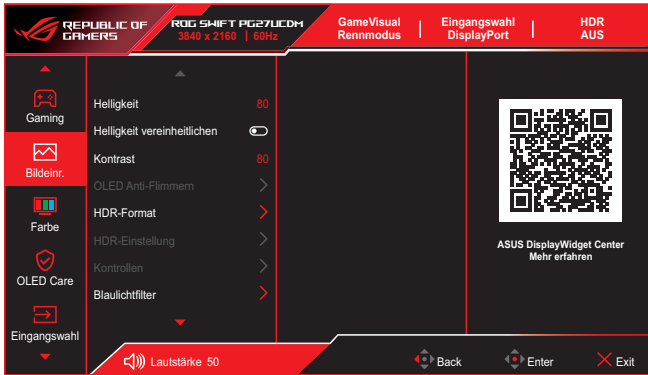 REPUBLIC OF
GAMERS
ROG SWIFT PG27UCDM
3840 x 2160 | 60Hz
GameVisual
Rennmodus
Eingangswahl
DisplayPort
HDR
AUS
Gaming
Bildeinr.
Farbe
OLED Care
Eingangswahl
Helligkeit 80
Helligkeit vereinheitlichen
Kontrast 80
OLED Anti-Flimmern
HDR-Format
HDR-Einstellung
Kontrollen
Blaulichtfilter
ASUS DisplayWidget Center
Mehr erfahren
Lautstärke 50
Back
Enter
Exit